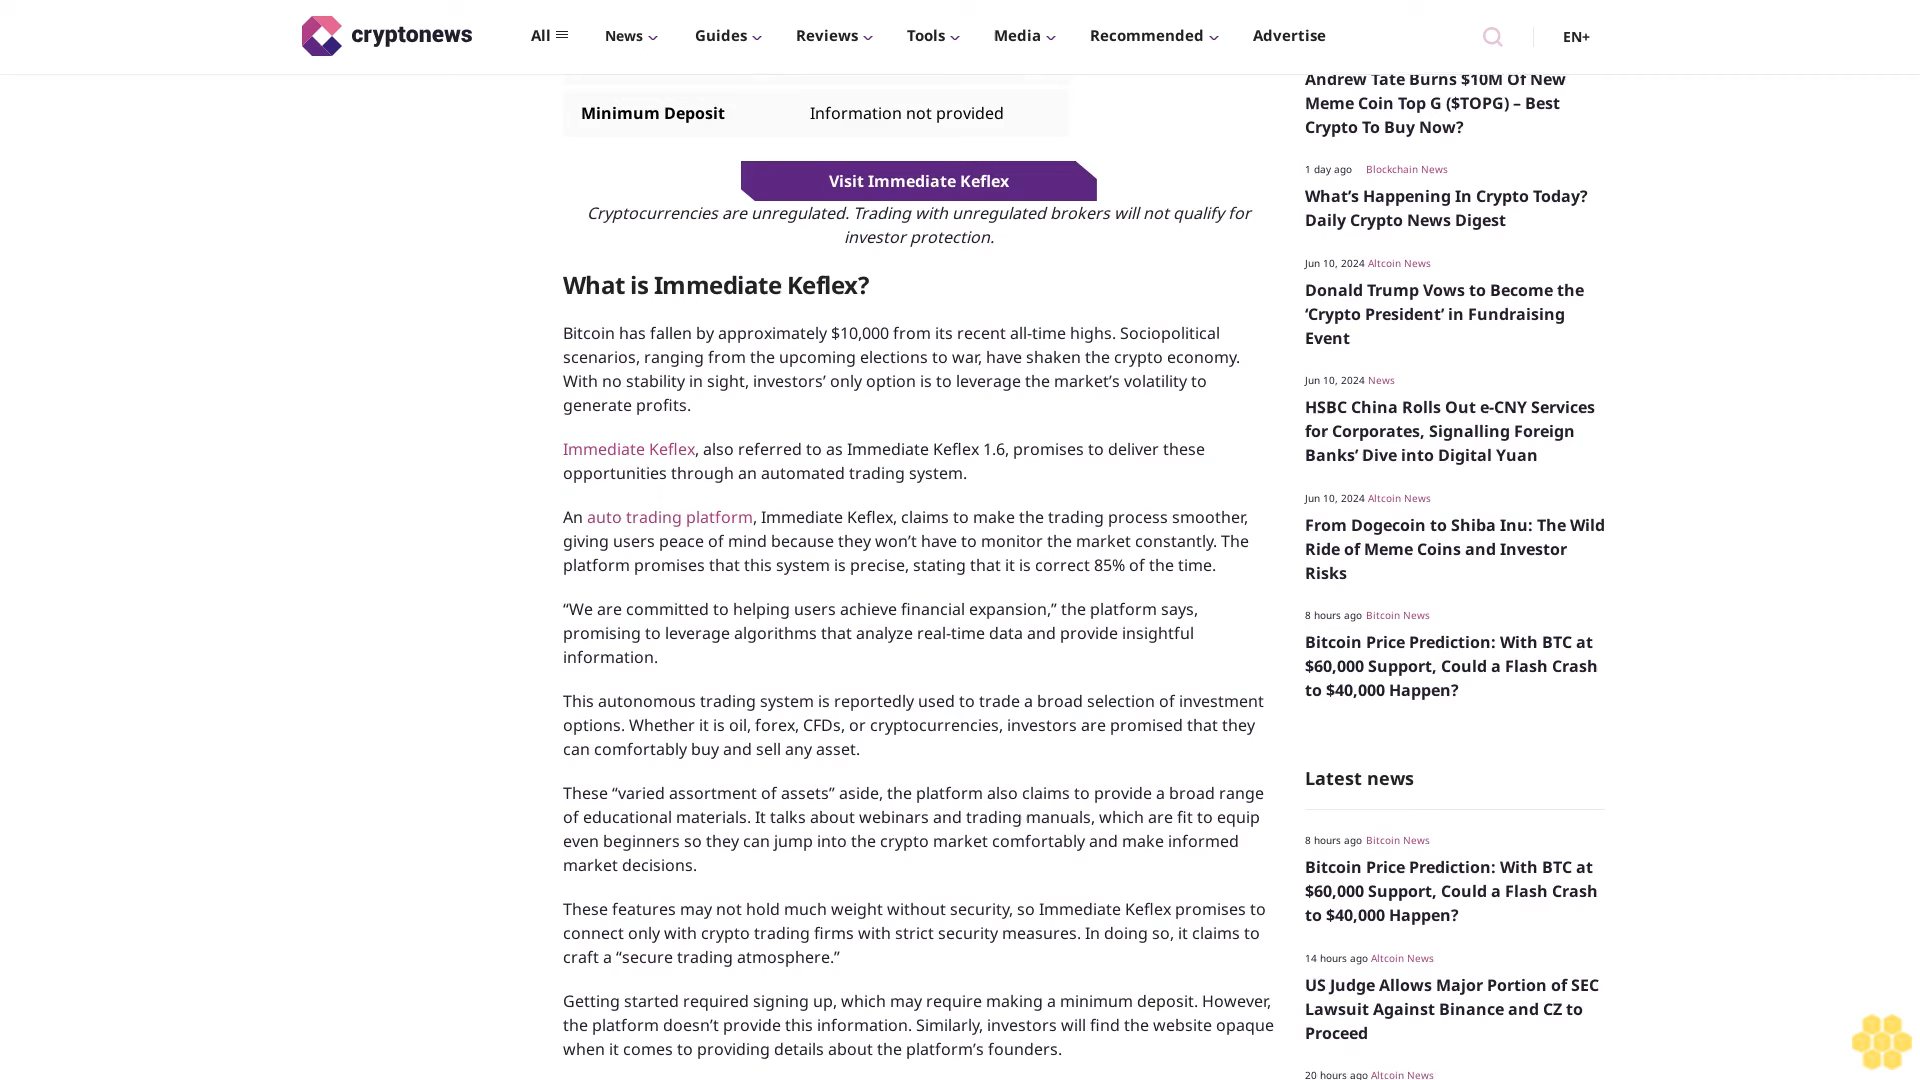 cryptonews
All
News
Guides
Reviews
Tools
Media
Recommended
Advertise
EN+
Minimum Deposit
Information not provided
Visit Immediate Keflex
Cryptocurrencies are unregulated. Trading with unregulated brokers will not qualify for
investor protection.
What is Immediate Keflex?
Bitcoin has fallen by approximately $10,000 from its recent all-time highs. Sociopolitical
scenarios, ranging from the upcoming elections to war, have shaken the crypto economy.
With no stability in sight, investors’ only option is to leverage the market’s volatility to
generate profits.
Immediate Keflex, also referred to as Immediate Keflex 1.6, promises to deliver these
opportunities through an automated trading system.
An auto trading platform, Immediate Keflex, claims to make the trading process smoother,
giving users peace of mind because they won’t have to monitor the market constantly. The
platform promises that this system is precise, stating that it is correct 85% of the time.
“We are committed to helping users achieve financial expansion,” the platform says,
promising to leverage algorithms that analyze real-time data and provide insightful
information.
This autonomous trading system is reportedly used to trade a broad selection of investment
options. Whether it is oil, forex, CFDs, or cryptocurrencies, investors are promised that they
can comfortably buy and sell any asset.
These “varied assortment of assets” aside, the platform also claims to provide a broad range
of educational materials. It talks about webinars and trading manuals, which are fit to equip
even beginners so they can jump into the crypto market comfortably and make informed
market decisions.
These features may not hold much weight without security, so Immediate Keflex promises to
connect only with crypto trading firms with strict security measures. In doing so, it claims to
craft a “secure trading atmosphere.”
Getting started required signing up, which may require making a minimum deposit. However,
the platform doesn’t provide this information. Similarly, investors will find the website opaque
when it comes to providing details about the platform’s founders.
Andrew Tate Burns $10M Of New
Meme Coin Top G ($TOPG) – Best
Crypto To Buy Now?
1 day ago Blockchain News
What’s Happening In Crypto Today?
Daily Crypto News Digest
Jun 10, 2024 Altcoin News
Donald Trump Vows to Become the
‘Crypto President’ in Fundraising
Event
Jun 10, 2024 News
HSBC China Rolls Out e-CNY Services
for Corporates, Signalling Foreign
Banks’ Dive into Digital Yuan
Jun 10, 2024 Altcoin News
From Dogecoin to Shiba Inu: The Wild
Ride of Meme Coins and Investor
Risks
8 hours ago Bitcoin News
Bitcoin Price Prediction: With BTC at
$60,000 Support, Could a Flash Crash
to $40,000 Happen?
Latest news
8 hours ago Bitcoin News
Bitcoin Price Prediction: With BTC at
$60,000 Support, Could a Flash Crash
to $40,000 Happen?
14 hours ago Altcoin News
US Judge Allows Major Portion of SEC
Lawsuit Against Binance and CZ to
Proceed
20 hours ago Altcoin News